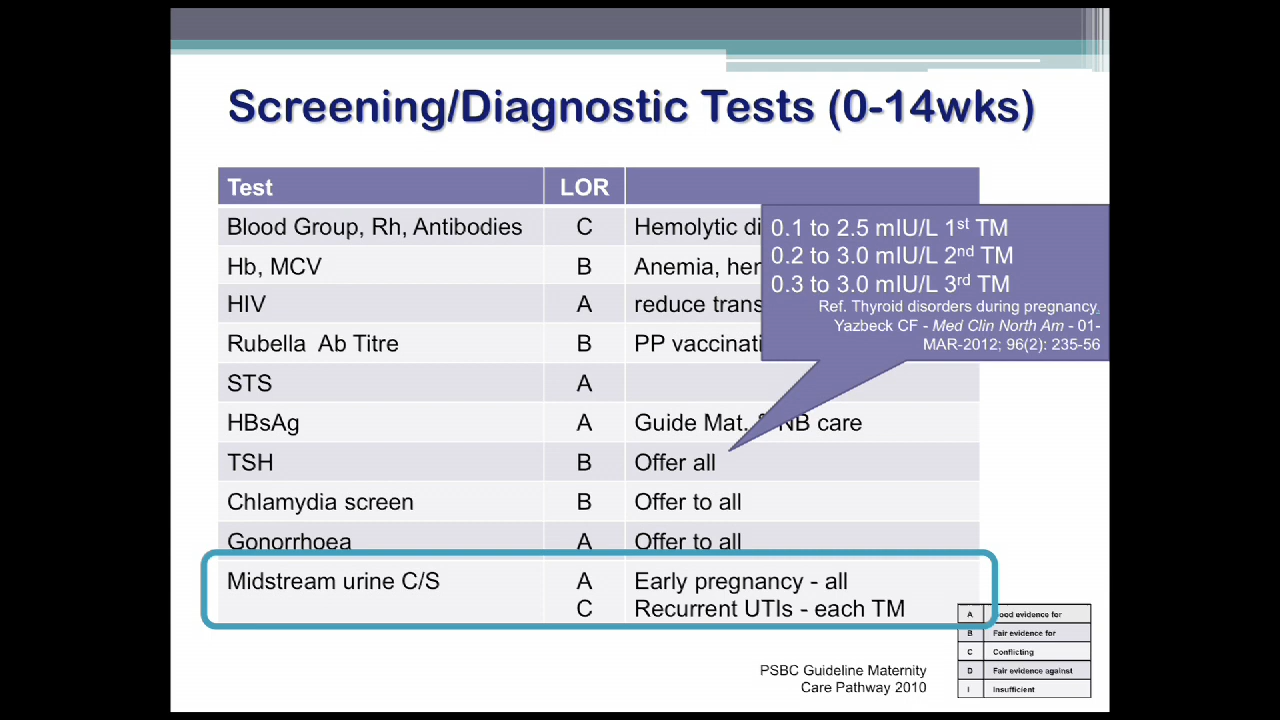 Screening/Diagnostic Tests (0-14wks)
Test LOR
Blood Group, Rh, Antibodies C Hemolytic di
Hb, MCV B Anemia, her
HIV A reduce trans
Rubella Ab Titre B PP vaccinati
STS A
HBsAg A Guide Mat. & NB care
TSH B Offer all
Chlamydia screen B Offer to all
Gonorrhoea A Offer to all
Midstream urine C/S A Early pregnancy - all
C Recurrent UTIs - each TM
0.1 to 2.5 mIU/L 1st TM
0.2 to 3.0 mIU/L 2nd TM
0.3 to 3.0 mIU/L 3rd TM
Ref. Thyroid disorders during pregnancy.
Yazbeck CF - Med Clin North Am - 01-
MAR-2012; 96(2): 235-56
A Good evidence for
B Fair evidence for
C Conflicting
D Fair evidence against
I Insufficient
PSBC Guideline Maternity
Care Pathway 2010